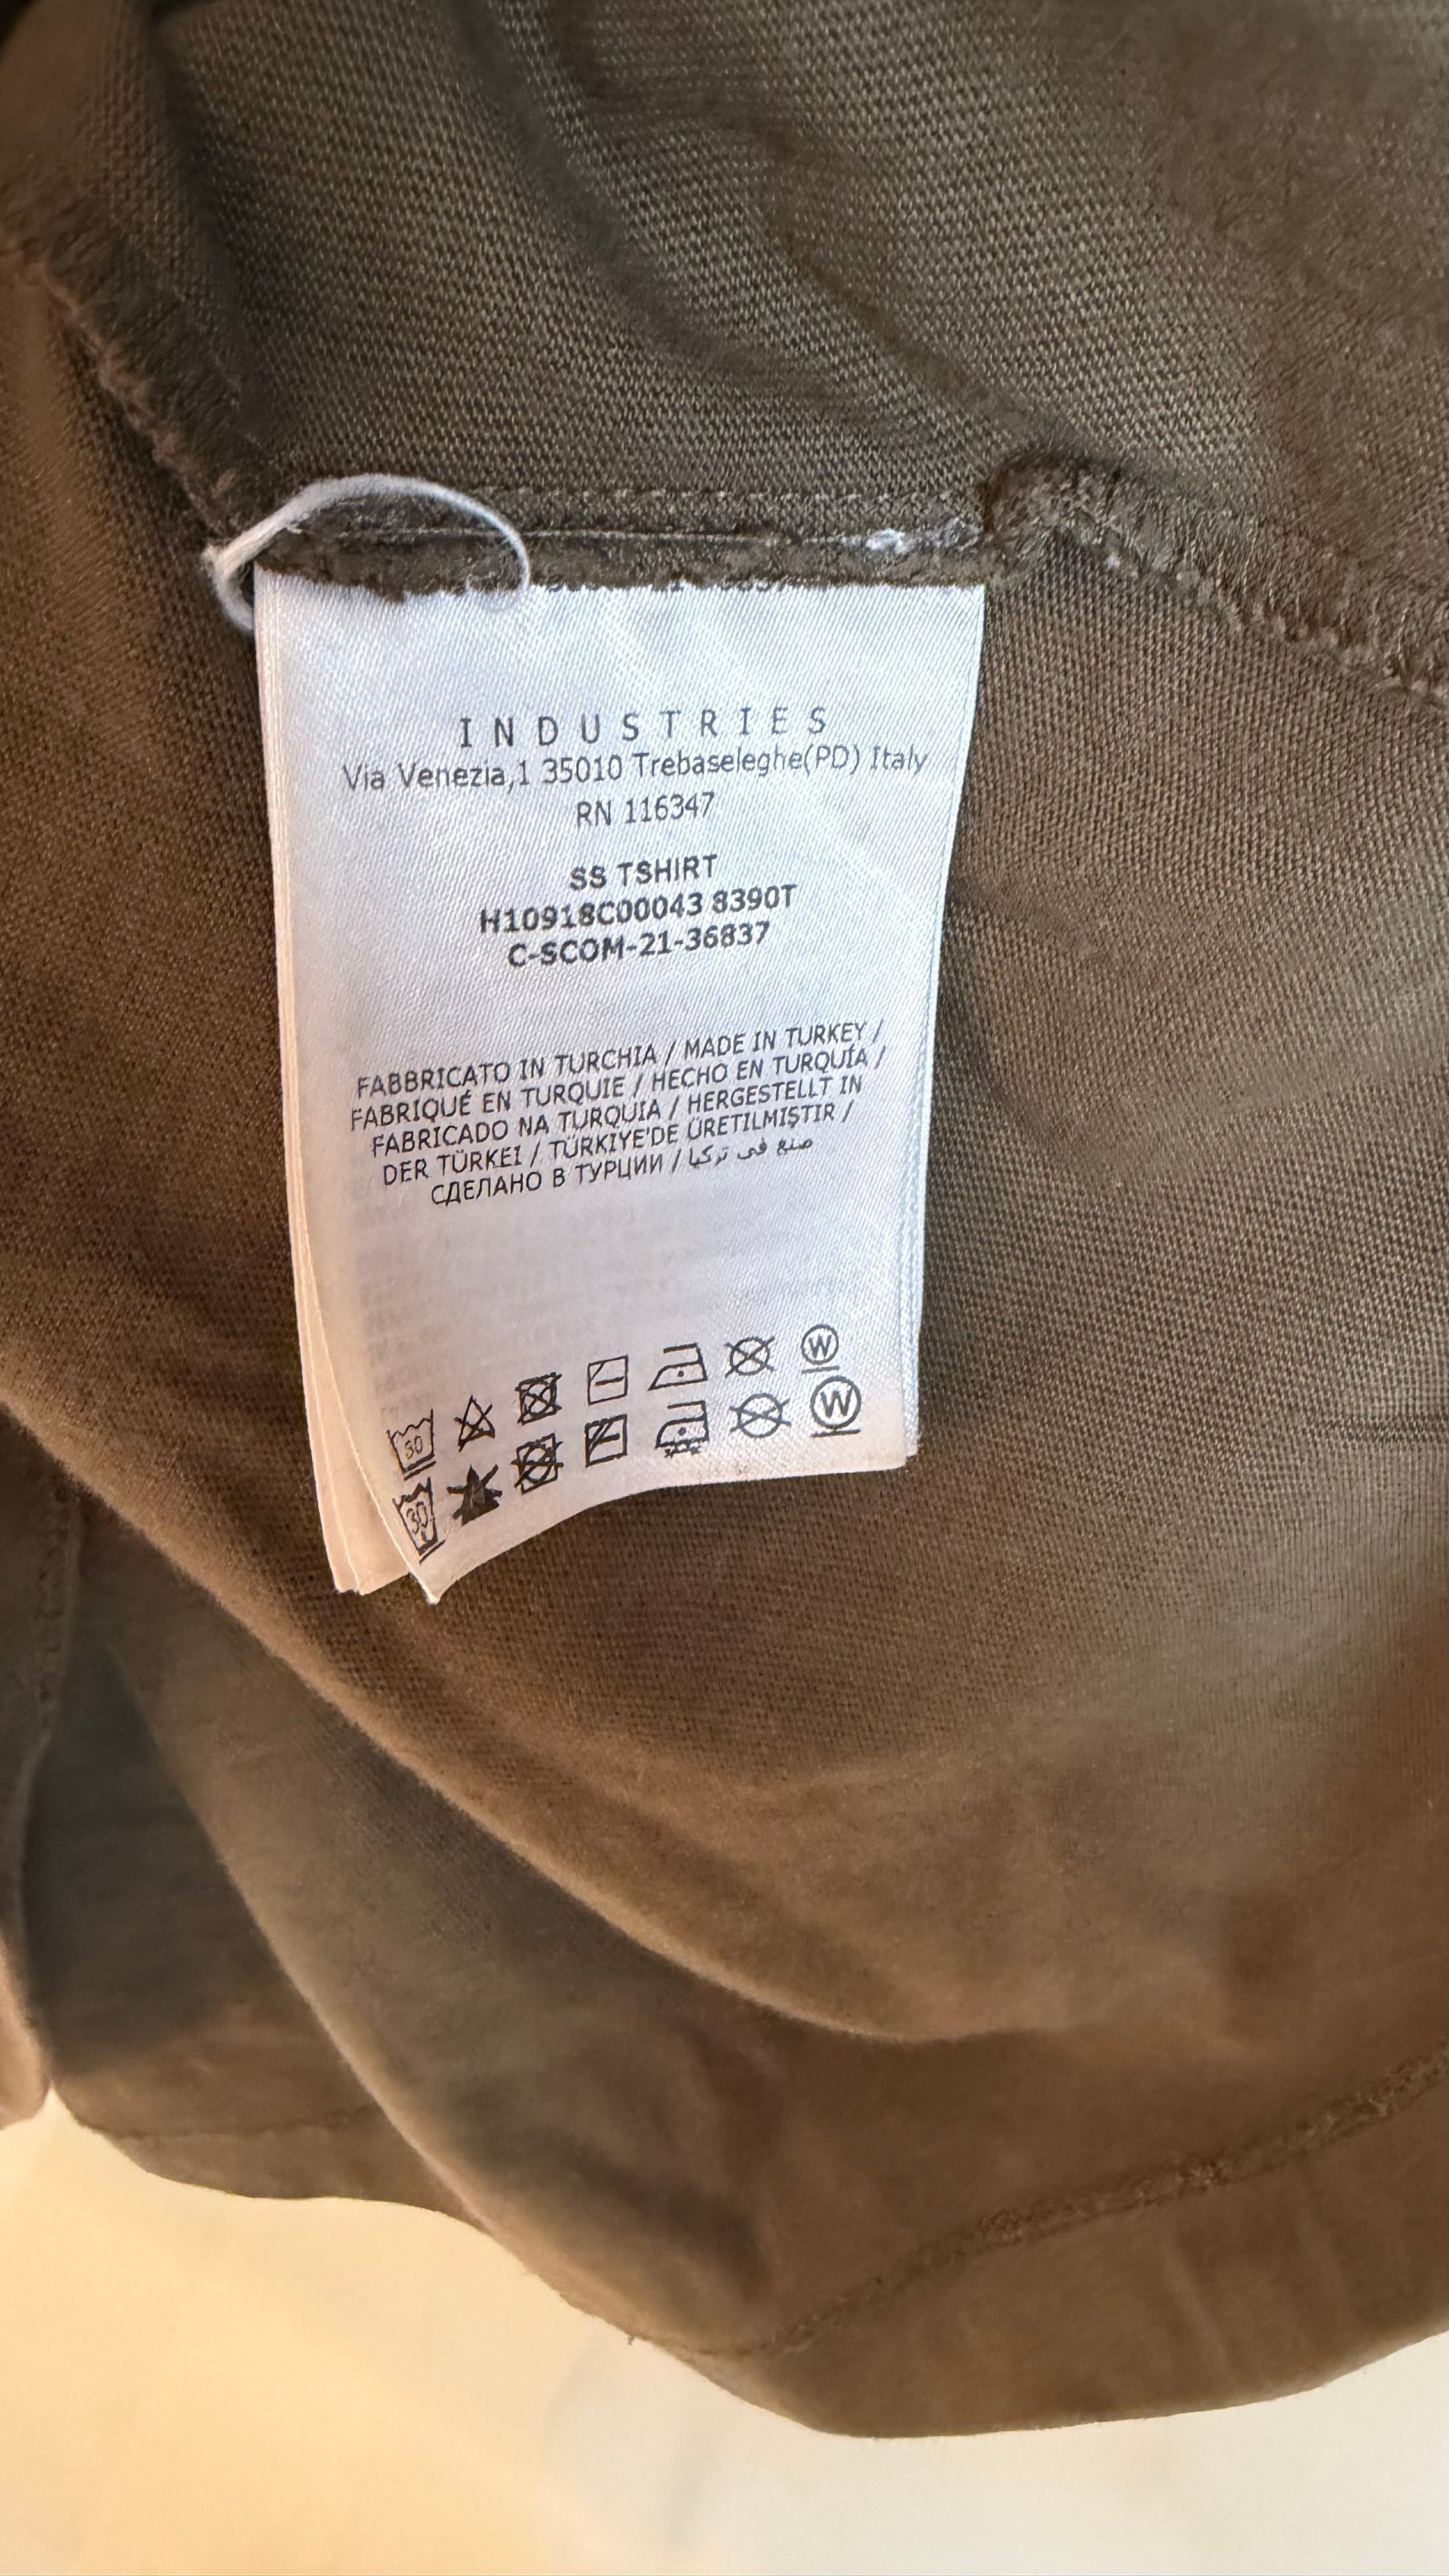 INDUSTRIES
Via Venezia,1 35010 Trebaseleghe(PD) Italy
RN 116347
SS TSHIRT
H10918C00043 8390T
C-SCOM-21-36837
FABBRICATO IN TURCHIA / MADE IN TURKEY /
FABRIQUÉ EN TURQUIE / HECHO EN TURQUÍA /
FABRICADO NA TURQUIA / HERGESTELLT IN
DER TÜRKEI / TÜRKIYE'DE ÜRETILMIŞTIR /
СДЕЛАНО В ТУРЦИИ / صنع في تركيا
30 W
30 W